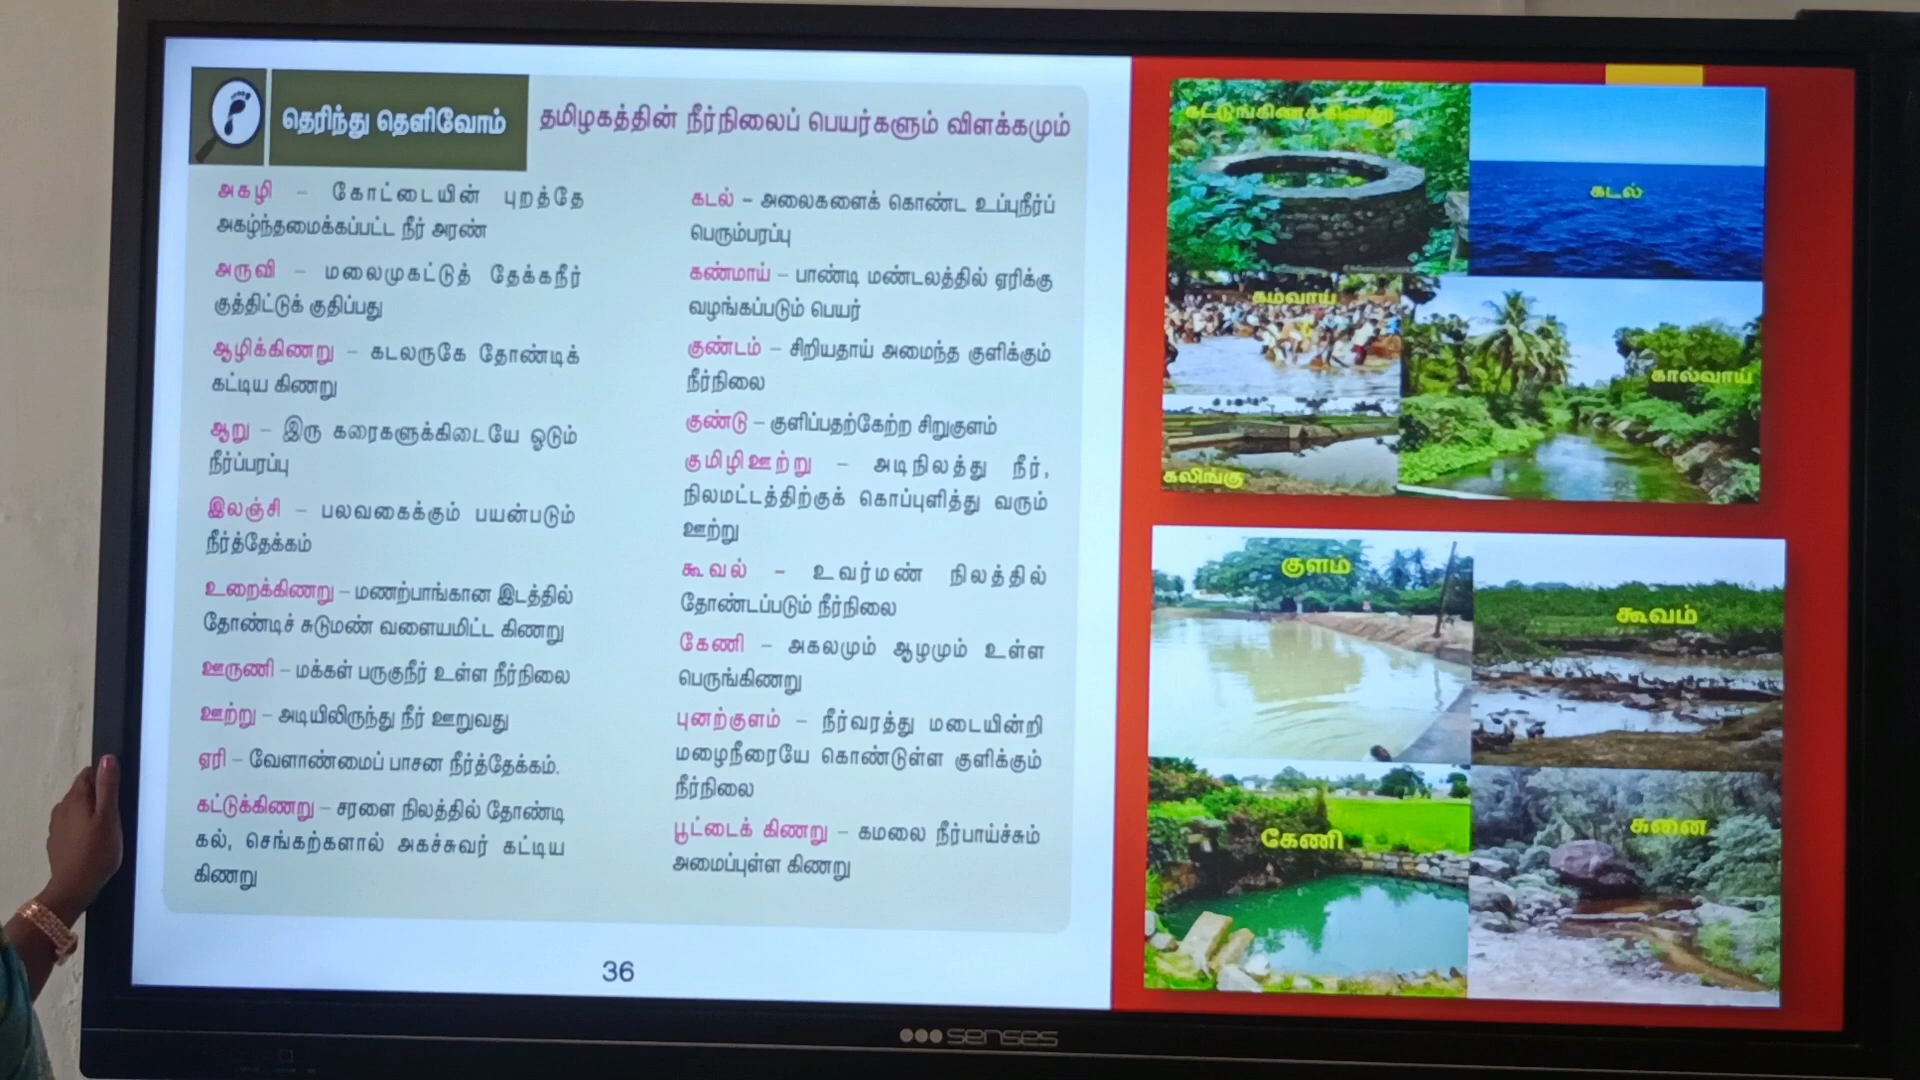 தெரிந்து தெளிவோம்
தமிழகத்தின் நீர்நிலைப் பெயர்களும் விளக்கமும்
அகழி – கோட்டையின் புறத்தே
அகழ்ந்தமைக்கப்பட்ட நீர் அரண்
அருவி – மலைமுகட்டுத் தேக்கநீர்
குத்திட்டுக் குதிப்பது
ஆழிக்கிணறு – கடலருகே தோண்டிக்
கட்டிய கிணறு
ஆறு – இரு கரைகளுக்கிடையே ஓடும்
நீர்ப்பரப்பு
இலஞ்சி – பலவகைக்கும் பயன்படும்
நீர்த்தேக்கம்
உறைக்கிணறு – மணற்பாங்கான இடத்தில்
தோண்டிச் சுடுமண் வளையமிட்ட கிணறு
ஊருணி – மக்கள் பருகுநீர் உள்ள நீர்நிலை
ஊற்று – அடியிலிருந்து நீர் ஊறுவது
ஏரி – வேளாண்மைப் பாசன நீர்த்தேக்கம்.
கட்டுக்கிணறு – சரளை நிலத்தில் தோண்டி
கல், செங்கற்களால் அகச்சுவர் கட்டிய
கிணறு
கடல் – அலைகளைக் கொண்ட உப்புநீர்ப்
பெரும்பரப்பு
கண்மாய் – பாண்டி மண்டலத்தில் ஏரிக்கு
வழங்கப்படும் பெயர்
குண்டம் – சிறியதாய் அமைந்த குளிக்கும்
நீர்நிலை
குண்டு – குளிப்பதற்கேற்ற சிறுகுளம்
குமிழிஊற்று – அடிநிலத்து நீர்,
நிலமட்டத்திற்குக் கொப்புளித்து வரும்
ஊற்று
கூவல் – உவர்மண் நிலத்தில்
தோண்டப்படும் நீர்நிலை
கேணி – அகலமும் ஆழமும் உள்ள
பெருங்கிணறு
புனற்குளம் – நீர்வரத்து மடையின்றி
மழைநீரையே கொண்டுள்ள குளிக்கும்
நீர்நிலை
பூட்டைக் கிணறு – கமலை நீர்பாய்ச்சும்
அமைப்புள்ள கிணறு
36
கடல்
கம்வாய்
கால்வாய்
கலிங்கு
குளம்
கூவம்
கேணி
சுனை
senses